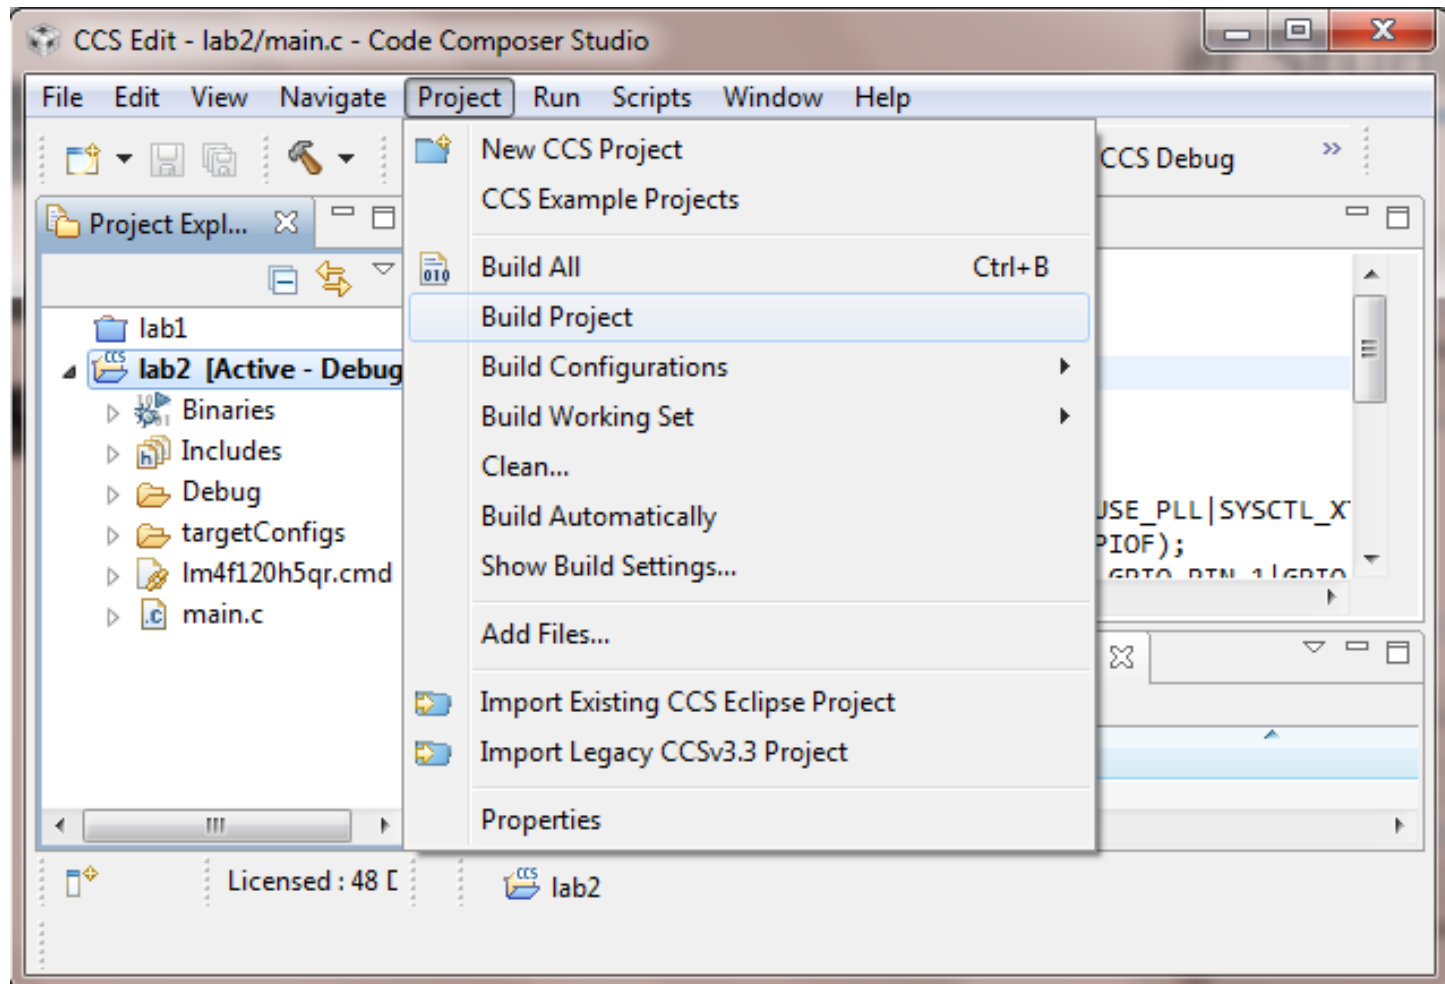 CCS Edit - lab2/main.c - Code Composer Studio
File Edit View Navigate Project Run Scripts Window Help
New CCS Project
CCS Debug
CCS Example Projects
Project Expl...
Build All Ctrl+B
Build Project
Build Configurations
Build Working Set
Clean...
Build Automatically
Show Build Settings...
Add Files...
Import Existing CCS Eclipse Project
Import Legacy CCSv3.3 Project
Properties
lab1
lab2 [Active - Debug
Binaries
Includes
Debug
targetConfigs
lm4f120h5qr.cmd
main.c
USE_PLL|SYSCTL_X
PIOF);
GPIO_PIN_1|GPIO
Licensed : 48
lab2